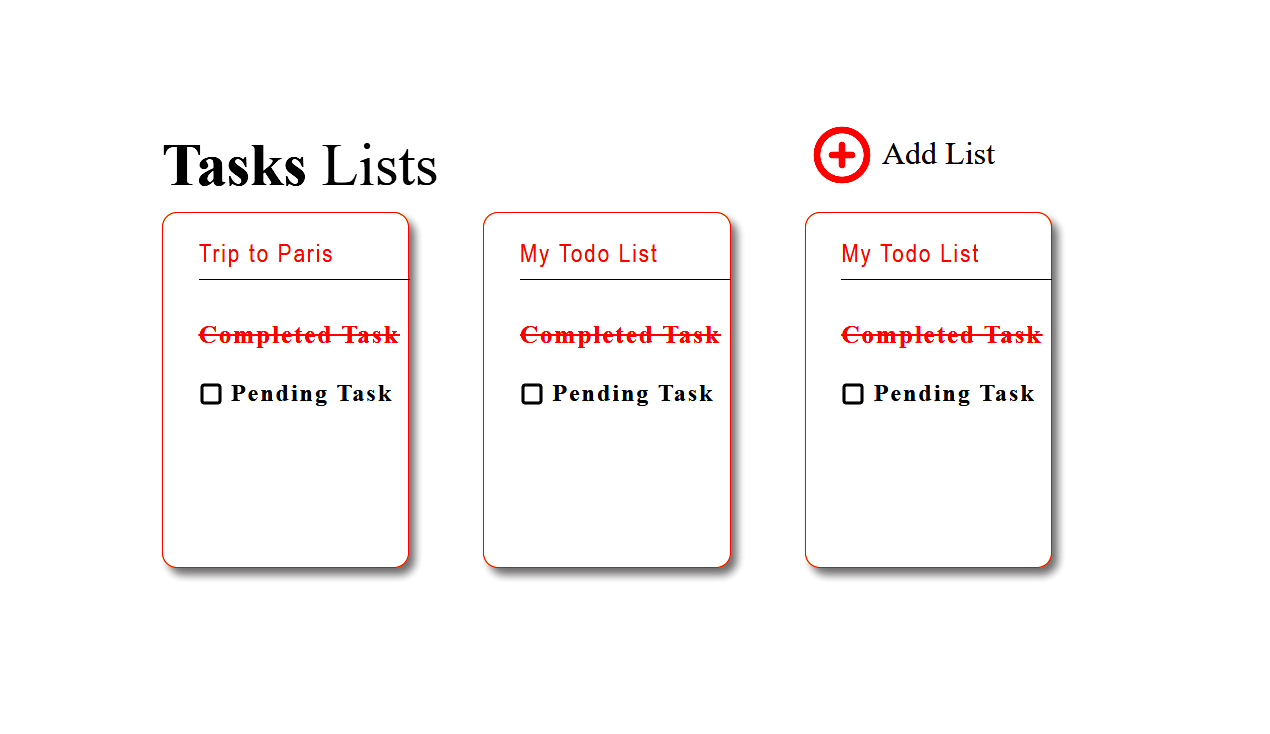 Tasks Lists
Add List
Trip to Paris
Completed Task
Pending Task
My Todo List
Completed Task
Pending Task
My Todo List
Completed Task
Pending Task